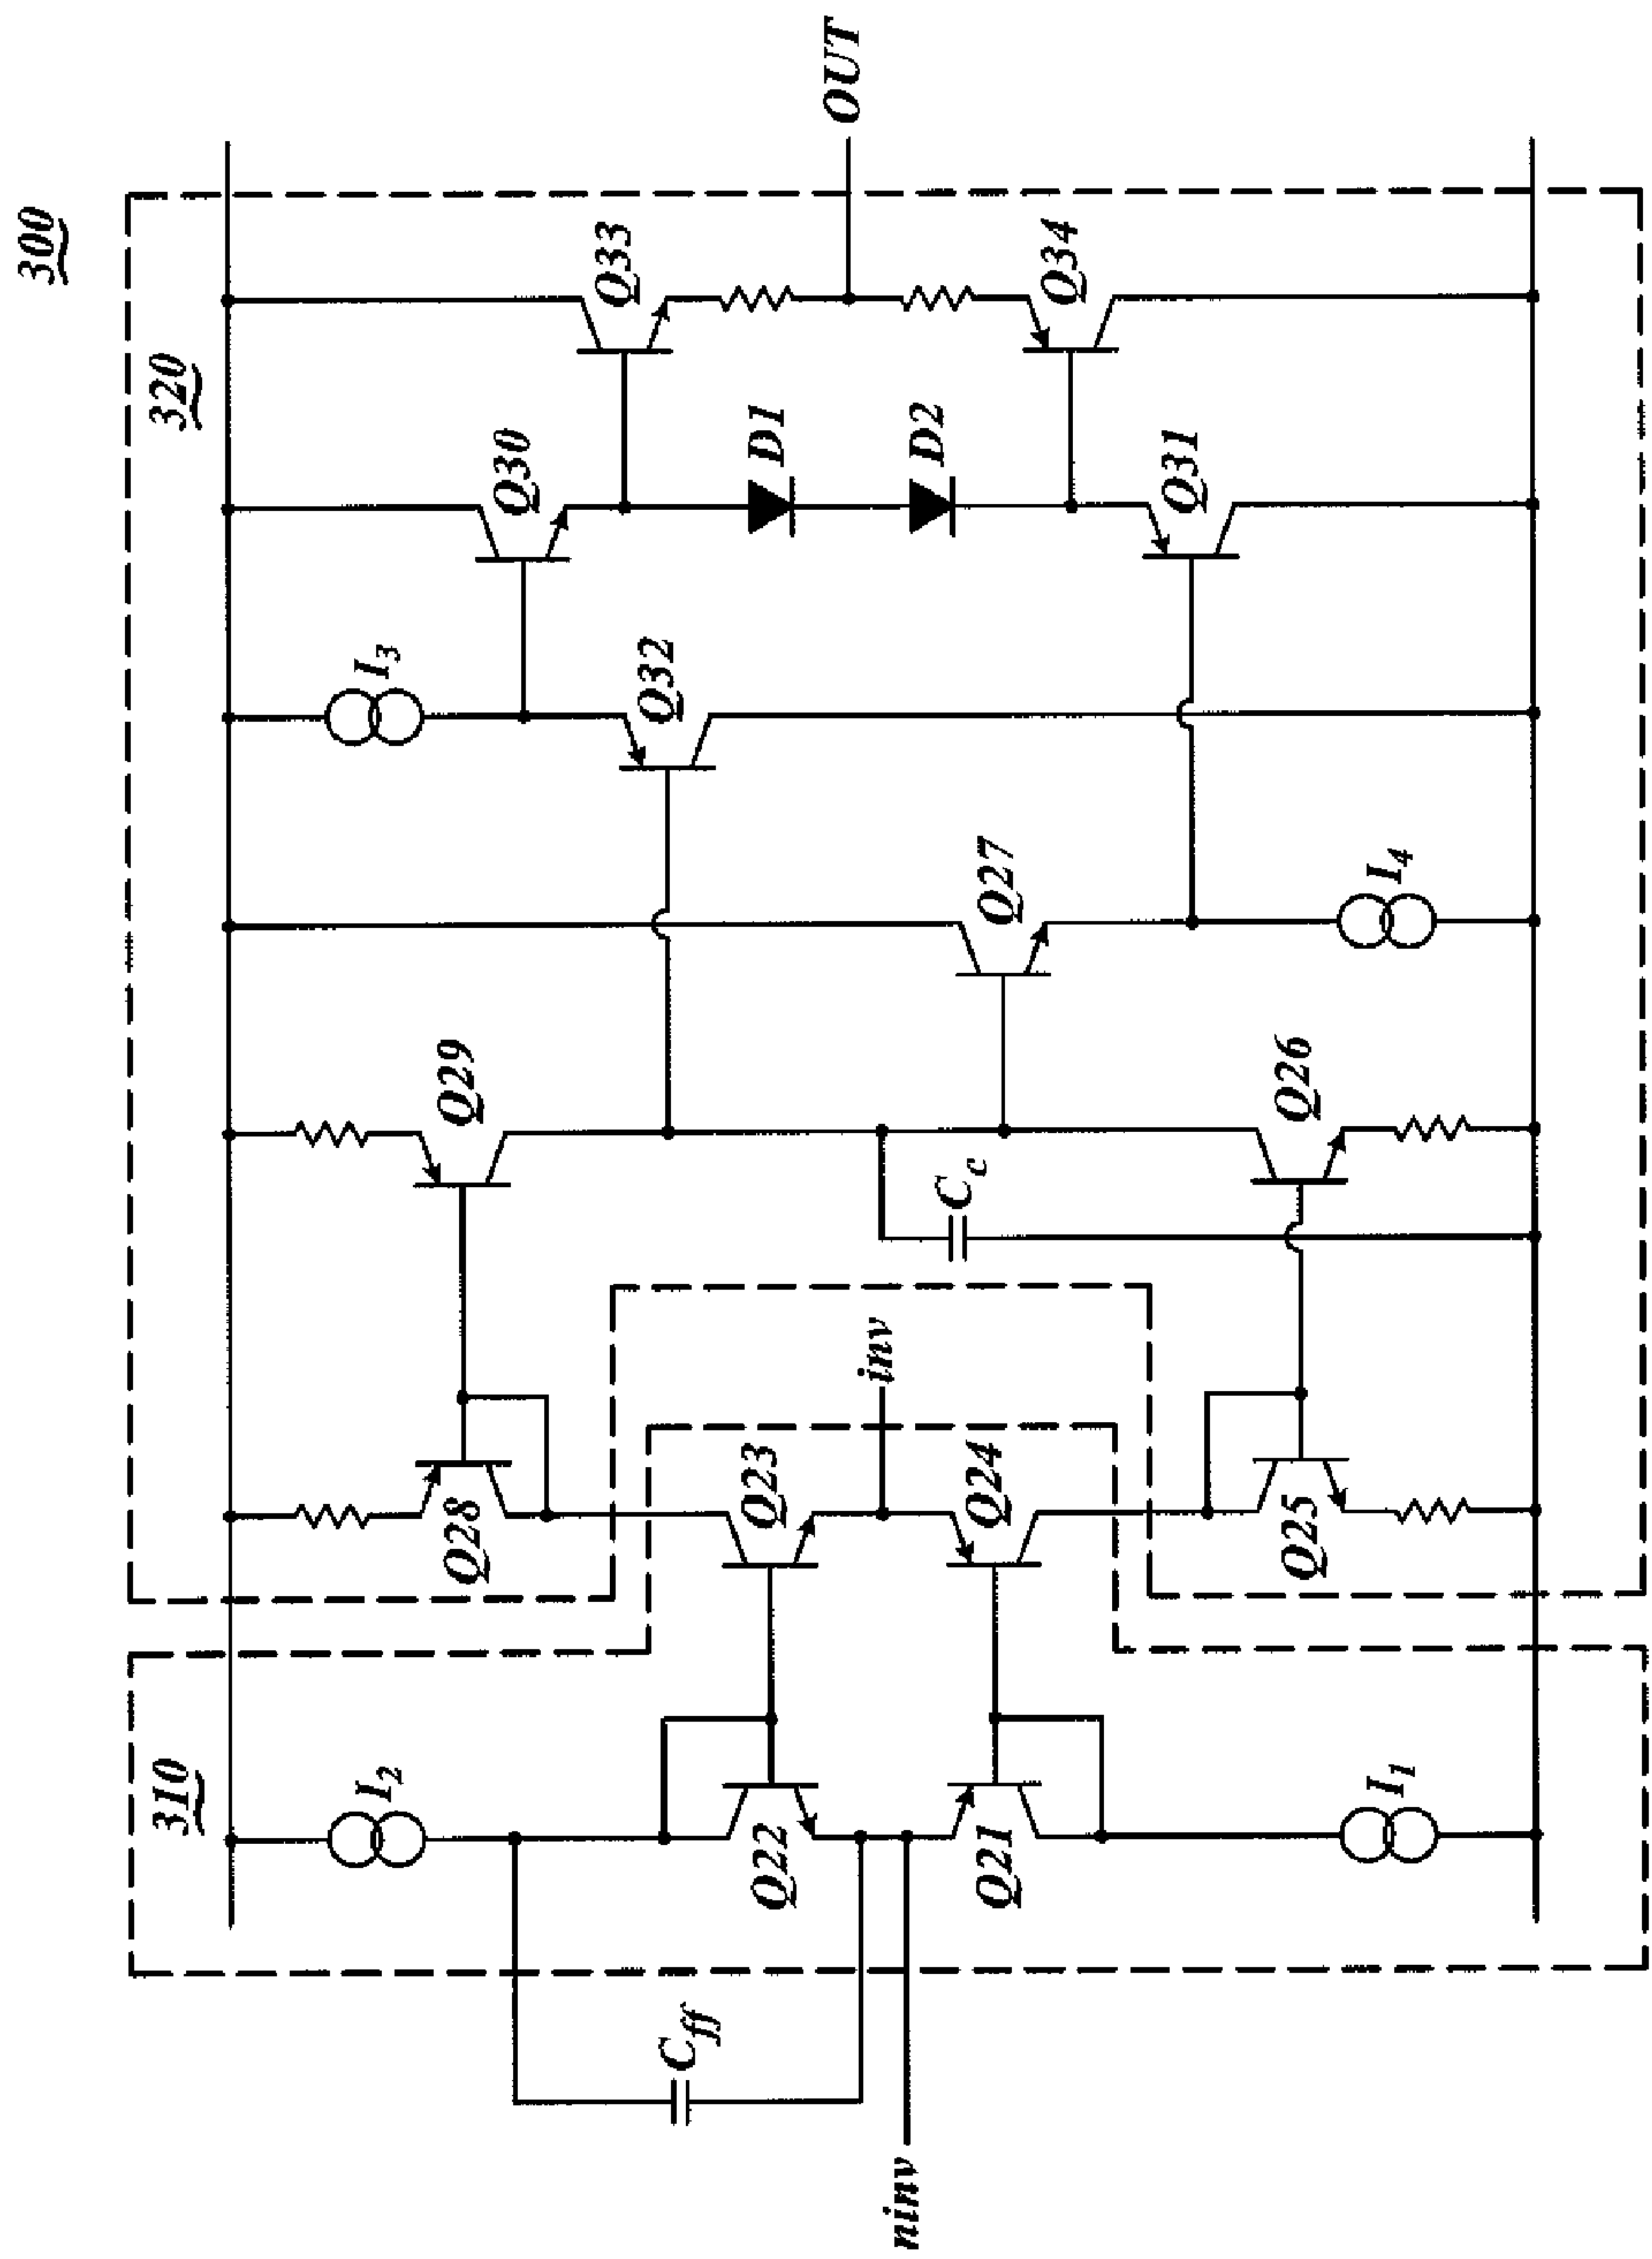 300
310
320
I2
I1
Cff
ninv
Q22
Q21
Q23
Q24
inv
Q28
Q25
Q29
Q26
Cc
Q27
I4
I3
Q32
Q30
Q31
D1
D2
Q33
Q34
OUT